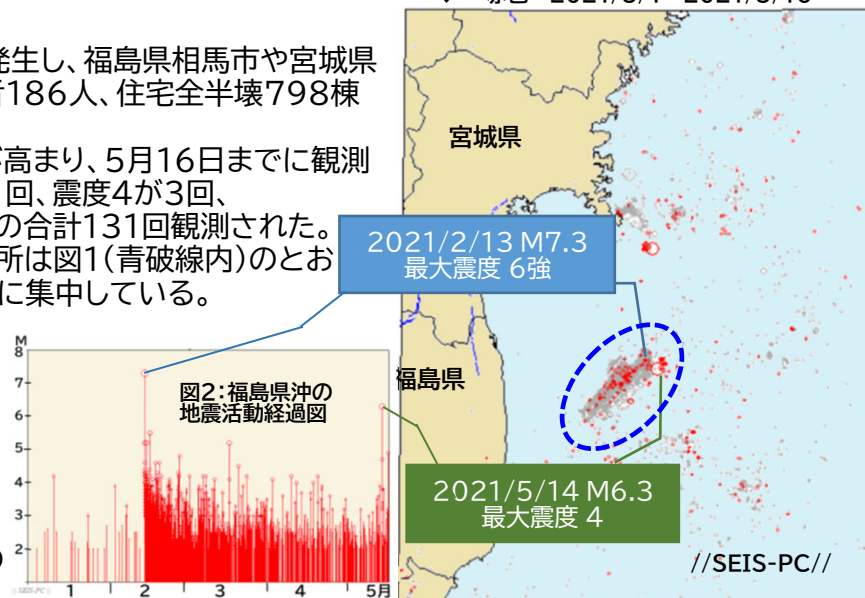 発生し、福島県相馬市や宮城県
186人、住宅全半壊798棟
高まり、5月16日までに観測
回、震度4が3回、
の合計131回観測された。
所は図1(青破線内)のとお
に集中している。
宮城県
2021/2/13 M7.3
最大震度 6強
福島県
2021/5/14 M6.3
最大震度 4
//SEIS-PC//
図2:福島県沖の
地震活動経過図
M
8
7
6
5
4
3
2
1 2 3 4 5月